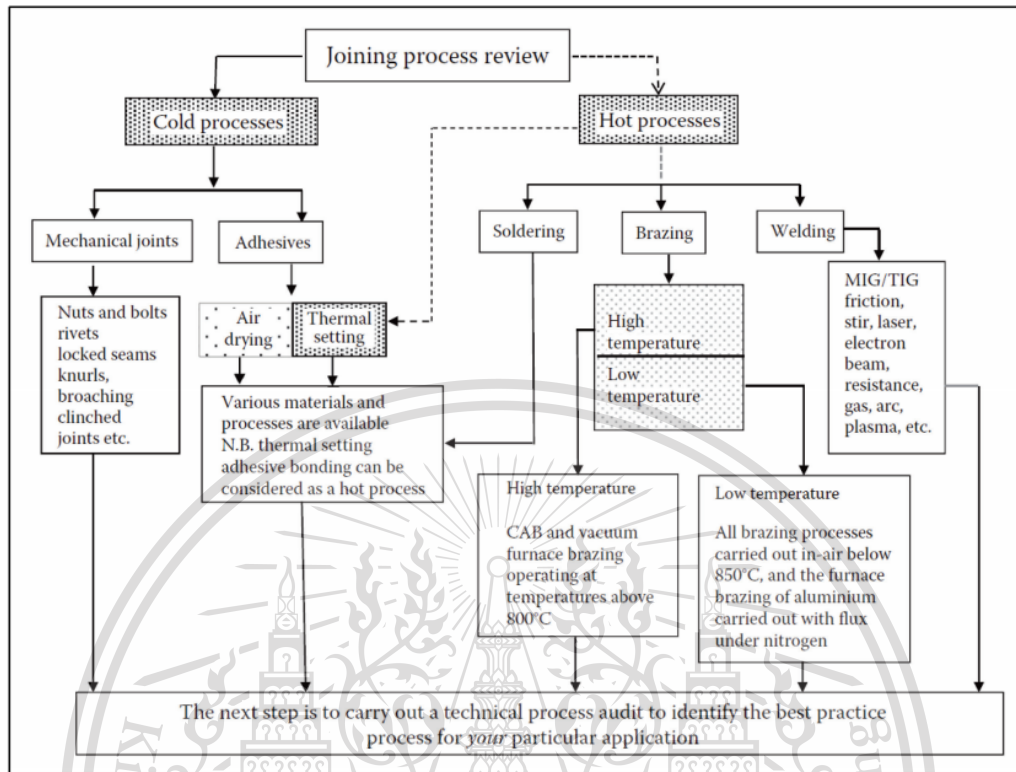 Joining process review
Cold processes
Hot processes
Mechanical joints
Adhesives
Soldering
Brazing
Welding
Nuts and bolts
rivets
locked seams
knurls,
broaching
clinched
joints etc.
Air
drying
Thermal
setting
High
temperature
Low
temperature
MIG/TIG
friction,
stir, laser,
electron
beam,
resistance,
gas, arc,
plasma, etc.
Various materials and
processes are available
N.B. thermal setting
adhesive bonding can be
considered as a hot process
High temperature
CAB and vacuum
furnace brazing
operating at
temperatures above
800°C
Low temperature
All brazing processes
carried out in-air below
850°C, and the furnace
brazing of aluminium
carried out with flux
under nitrogen
The next step is to carry out a technical process audit to identify the best practice
process for your particular application